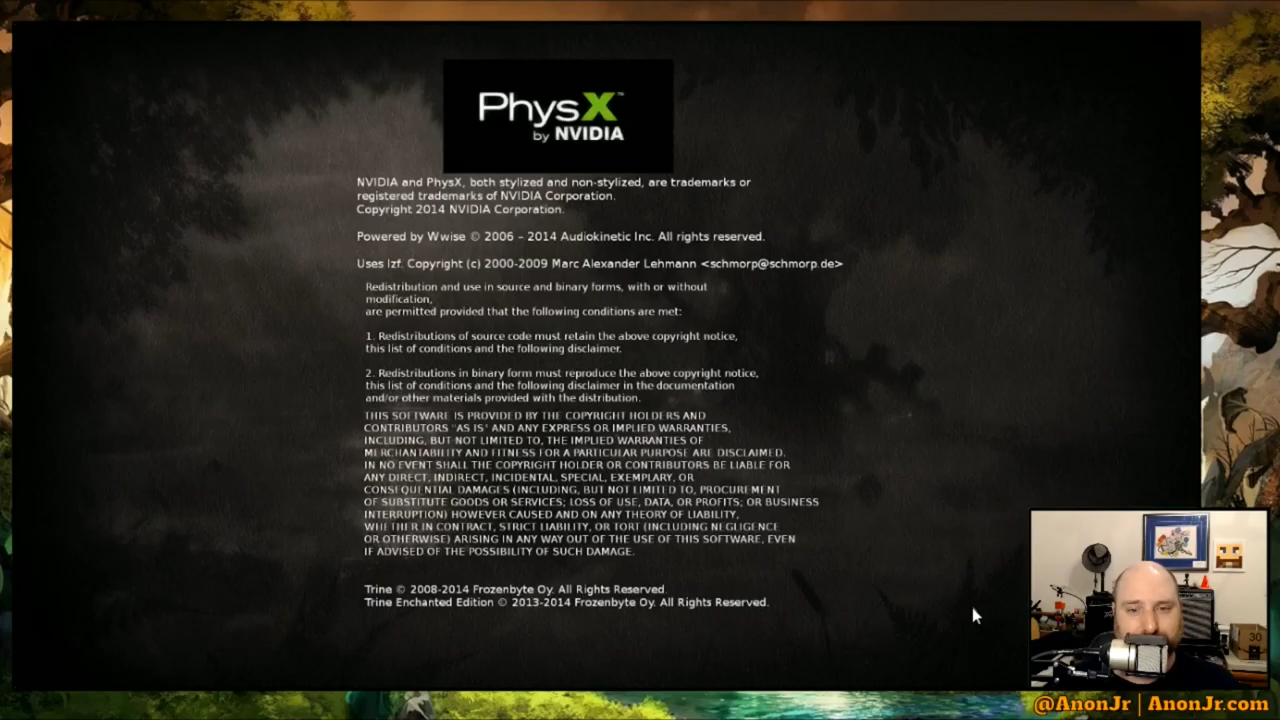 PhysX™
by NVIDIA
NVIDIA and PhysX, both stylized and non-stylized, are trademarks or
registered trademarks of NVIDIA Corporation.
Copyright 2014 NVIDIA Corporation.
Powered by Wwise © 2006 – 2014 Audiokinetic Inc. All rights reserved.
Uses lzf. Copyright (c) 2000-2009 Marc Alexander Lehmann <schmorp@schmorp.de>
Redistribution and use in source and binary forms, with or without
modification,
are permitted provided that the following conditions are met:
1. Redistributions of source code must retain the above copyright notice,
this list of conditions and the following disclaimer.
2. Redistributions in binary form must reproduce the above copyright notice,
this list of conditions and the following disclaimer in the documentation
and/or other materials provided with the distribution.
THIS SOFTWARE IS PROVIDED BY THE COPYRIGHT HOLDERS AND
CONTRIBUTORS "AS IS" AND ANY EXPRESS OR IMPLIED WARRANTIES,
INCLUDING, BUT NOT LIMITED TO, THE IMPLIED WARRANTIES OF
MERCHANTABILITY AND FITNESS FOR A PARTICULAR PURPOSE ARE DISCLAIMED.
IN NO EVENT SHALL THE COPYRIGHT HOLDER OR CONTRIBUTORS BE LIABLE FOR
ANY DIRECT, INDIRECT, INCIDENTAL, SPECIAL, EXEMPLARY, OR
CONSEQUENTIAL DAMAGES (INCLUDING, BUT NOT LIMITED TO, PROCUREMENT
OF SUBSTITUTE GOODS OR SERVICES; LOSS OF USE, DATA, OR PROFITS; OR BUSINESS
INTERRUPTION) HOWEVER CAUSED AND ON ANY THEORY OF LIABILITY,
WHETHER IN CONTRACT, STRICT LIABILITY, OR TORT (INCLUDING NEGLIGENCE
OR OTHERWISE) ARISING IN ANY WAY OUT OF THE USE OF THIS SOFTWARE, EVEN
IF ADVISED OF THE POSSIBILITY OF SUCH DAMAGE.
Trine © 2008-2014 Frozenbyte Oy. All Rights Reserved.
Trine Enchanted Edition © 2013-2014 Frozenbyte Oy. All Rights Reserved.
30
@AnonJr | AnonJr.com